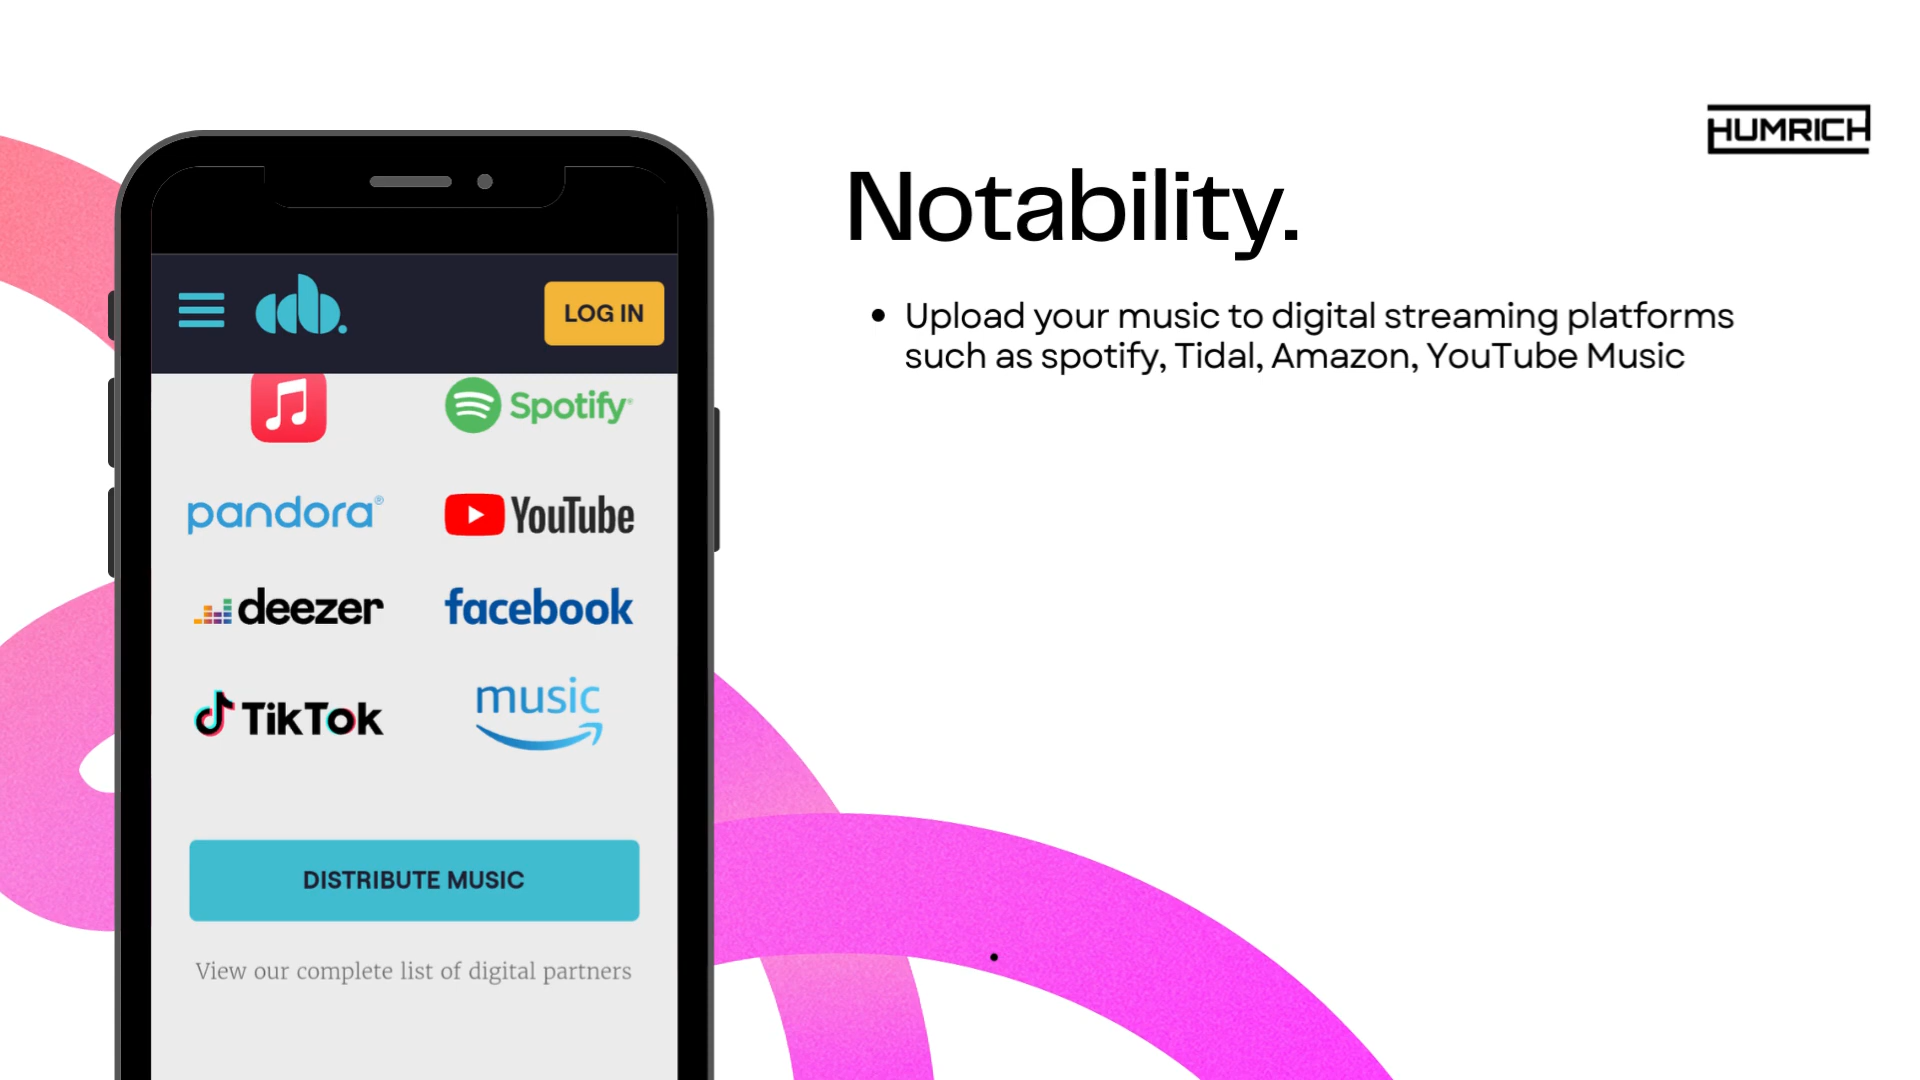 HUMRICH
Notability.
• Upload your music to digital streaming platforms
such as spotify, Tidal, Amazon, YouTube Music
cdb.
LOG IN
Spotify®
pandora®
YouTube
deezer
facebook
TikTok
music
DISTRIBUTE MUSIC
View our complete list of digital partners